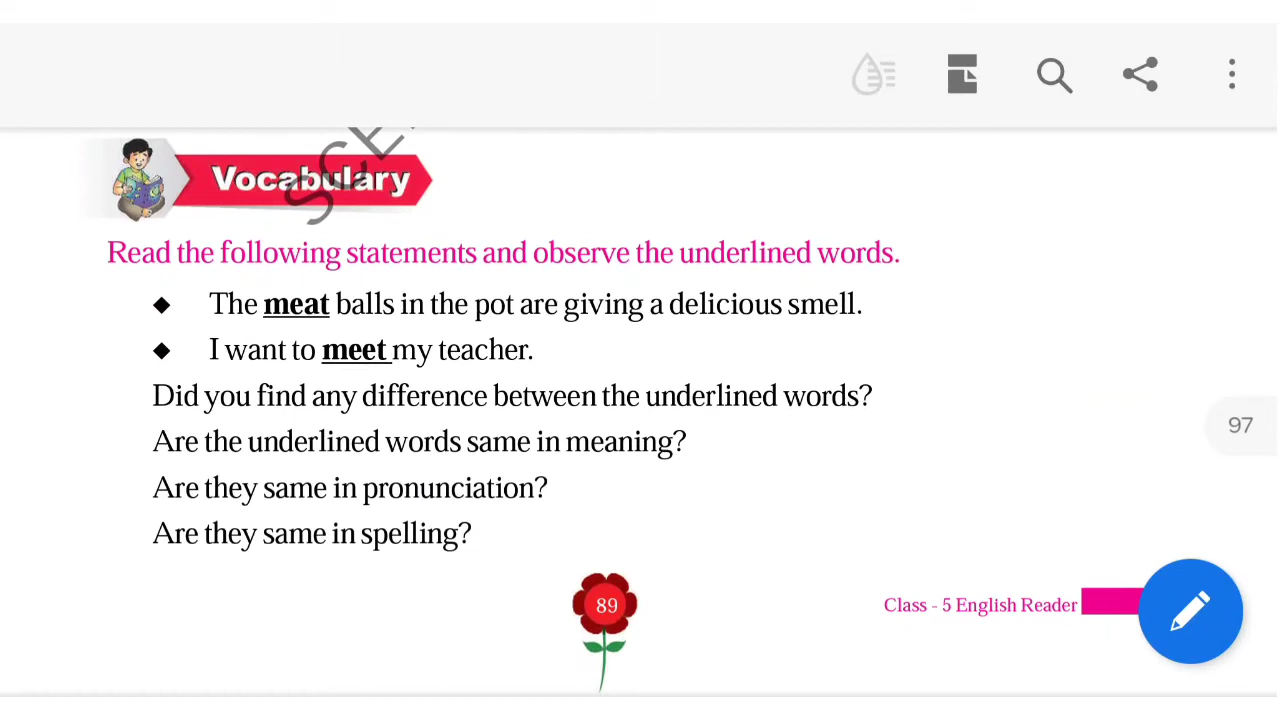 SCE
Vocabulary
Read the following statements and observe the underlined words.
◆ The meat balls in the pot are giving a delicious smell.
◆ I want to meet my teacher.
Did you find any difference between the underlined words?
Are the underlined words same in meaning?
97
Are they same in pronunciation?
Are they same in spelling?
89
Class - 5 English Reader